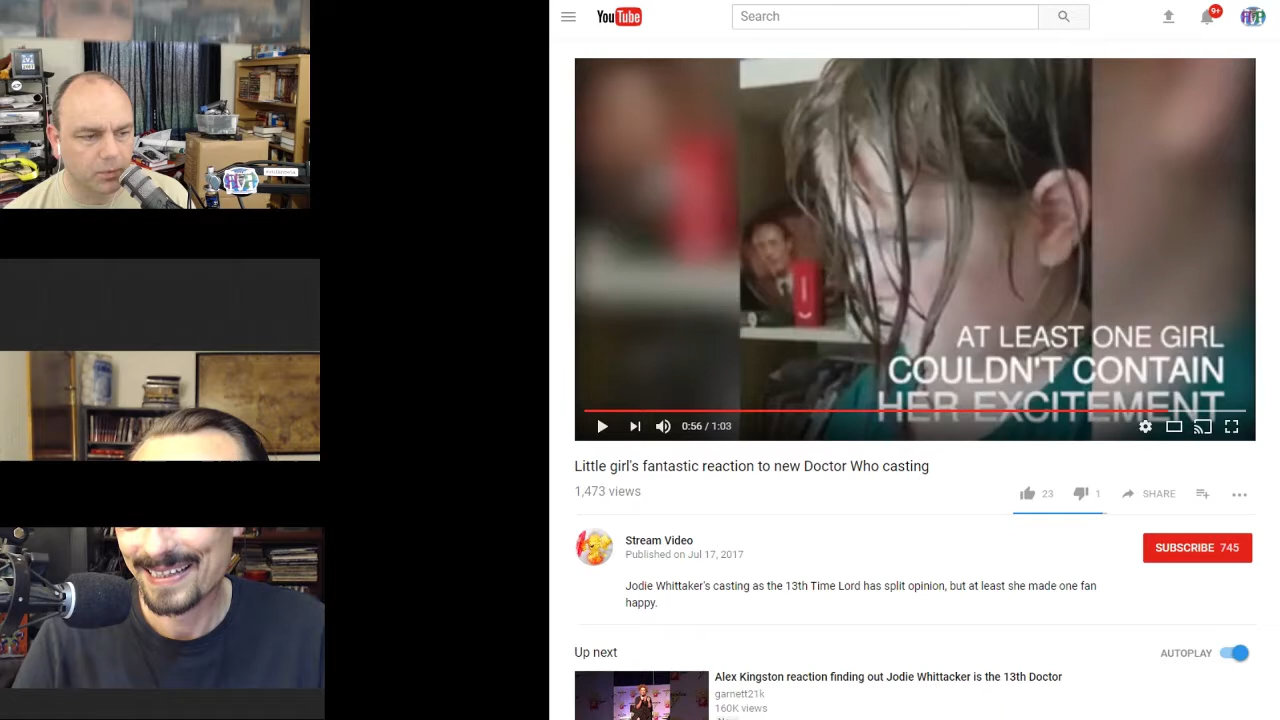 YouTube
Search
9+
AT LEAST ONE GIRL
COULDN'T CONTAIN
HER EXCITEMENT
0:56 / 1:03
Little girl's fantastic reaction to new Doctor Who casting
1,473 views
23
1
SHARE
Stream Video
Published on Jul 17, 2017
SUBSCRIBE 745
Jodie Whittaker's casting as the 13th Time Lord has split opinion, but at least she made one fan
happy.
Up next
AUTOPLAY
Alex Kingston reaction finding out Jodie Whittacker is the 13th Doctor
garnett21k
160K views